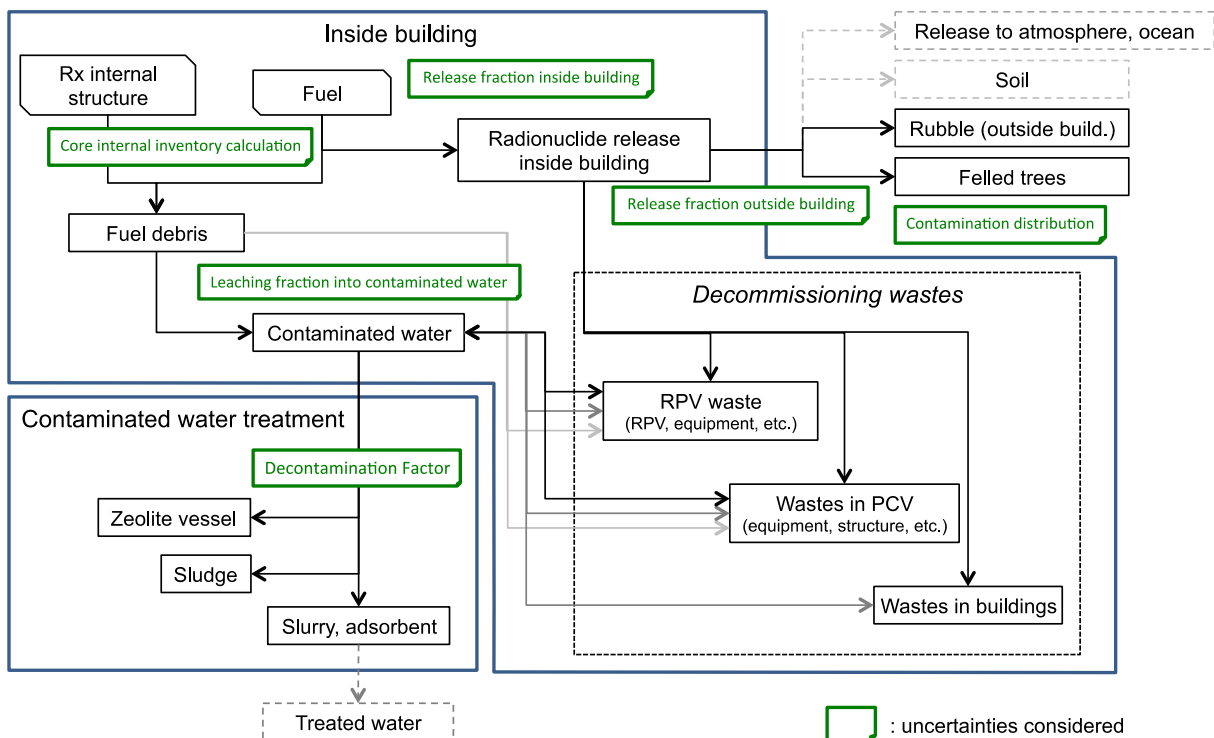 Inside building
Release to atmosphere, ocean
Rx internal
structure
Fuel
Release fraction inside building
Soil
Core internal inventory calculation
Radionuclide release
inside building
Rubble (outside build.)
Felled trees
Release fraction outside building
Contamination distribution
Fuel debris
Leaching fraction into contaminated water
Decommissioning wastes
Contaminated water
RPV waste
(RPV, equipment, etc.)
Contaminated water treatment
Decontamination Factor
Wastes in PCV
(equipment, structure, etc.)
Zeolite vessel
Sludge
Wastes in buildings
Slurry, adsorbent
Treated water
: uncertainties considered